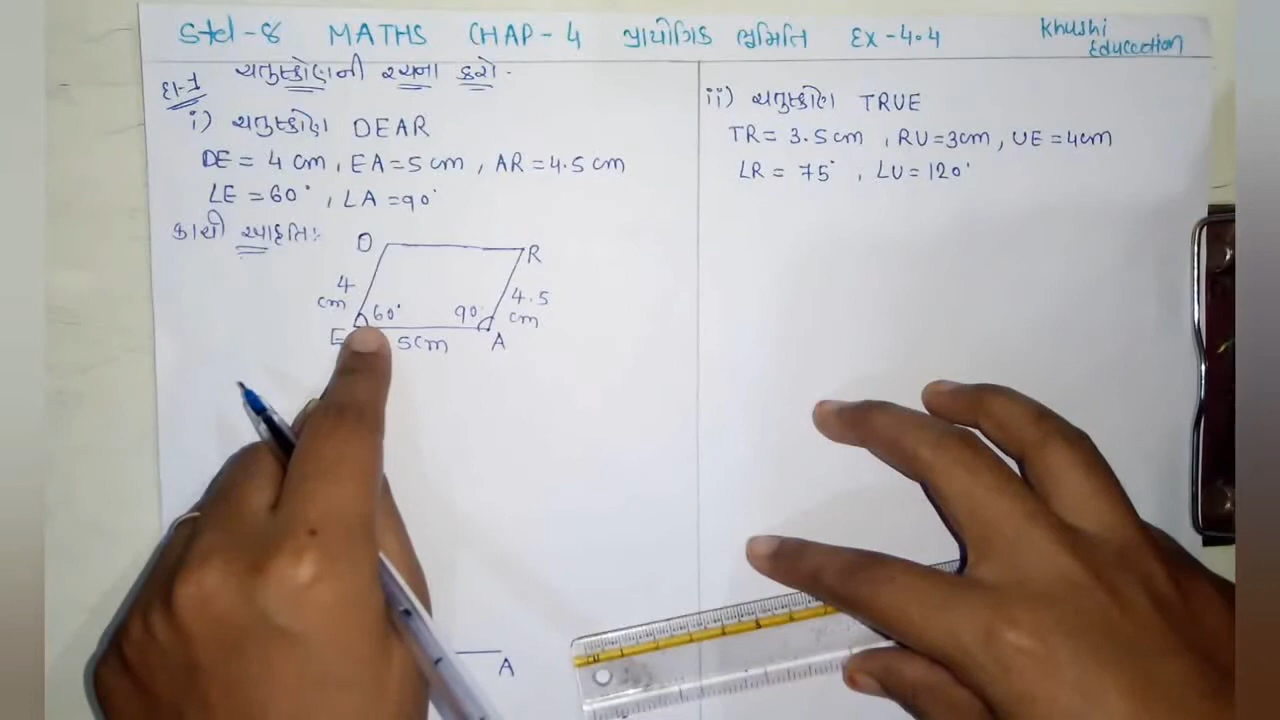 Std-8 MATHS CHAP-4 પ્રાયોગિક ભૂમિતિ EX-4.4 Khushi Education
દા-1 ચતુષ્કોણની રચના કરો.
i) ચતુષ્કોણ DEAR
DE = 4 cm, EA=5 cm, AR=4.5 cm
∠E =60°, ∠A =90°
કાચી આકૃતિ:
D
R
4 cm
60°
90°
4.5 cm
E
5cm
A
A
ii) ચતુષ્કોણ TRUE
TR= 3.5cm, RU=3cm, UE=4cm
∠R = 75°, ∠U=120°